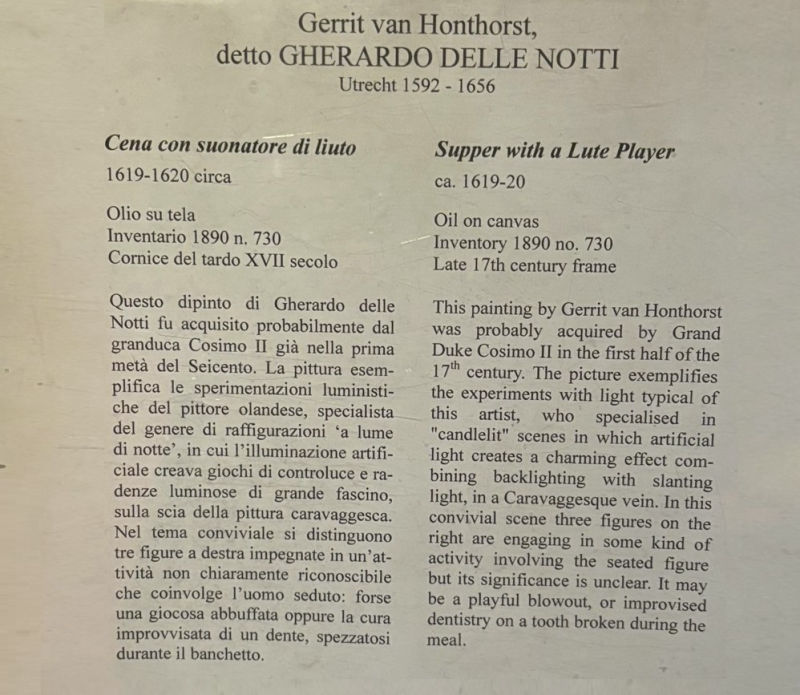 Gerrit van Honthorst,
detto GHERARDO DELLE NOTTI
Utrecht 1592 - 1656
Cena con suonatore di liuto
1619-1620 circa
Olio su tela
Inventario 1890 n. 730
Cornice del tardo XVII secolo
Questo dipinto di Gherardo delle
Notti fu acquisito probabilmente dal
granduca Cosimo II già nella prima
metà del Seicento. La pittura esem-
plifica le sperimentazioni luministi-
che del pittore olandese, specialista
del genere di raffigurazioni ‘a lume
di notte’, in cui l’illuminazione artifi-
ciale creava giochi di controluce e ra-
denze luminose di grande fascino,
sulla scia della pittura caravaggesca.
Nel tema conviviale si distinguono
tre figure a destra impegnate in un’at-
tività non chiaramente riconoscibile
che coinvolge l’uomo seduto: forse
una giocosa abbuffata oppure la cura
improvvisata di un dente, spezzatosi
durante il banchetto.
Supper with a Lute Player
ca. 1619-20
Oil on canvas
Inventory 1890 no. 730
Late 17th century frame
This painting by Gerrit van Honthorst
was probably acquired by Grand
Duke Cosimo II in the first half of the
17th century. The picture exemplifies
the experiments with light typical of
this artist, who specialised in
"candlelit" scenes in which artificial
light creates a charming effect com-
bining backlighting with slanting
light, in a Caravaggesque vein. In this
convivial scene three figures on the
right are engaging in some kind of
activity involving the seated figure
but its significance is unclear. It may
be a playful blowout, or improvised
dentistry on a tooth broken during the
meal.